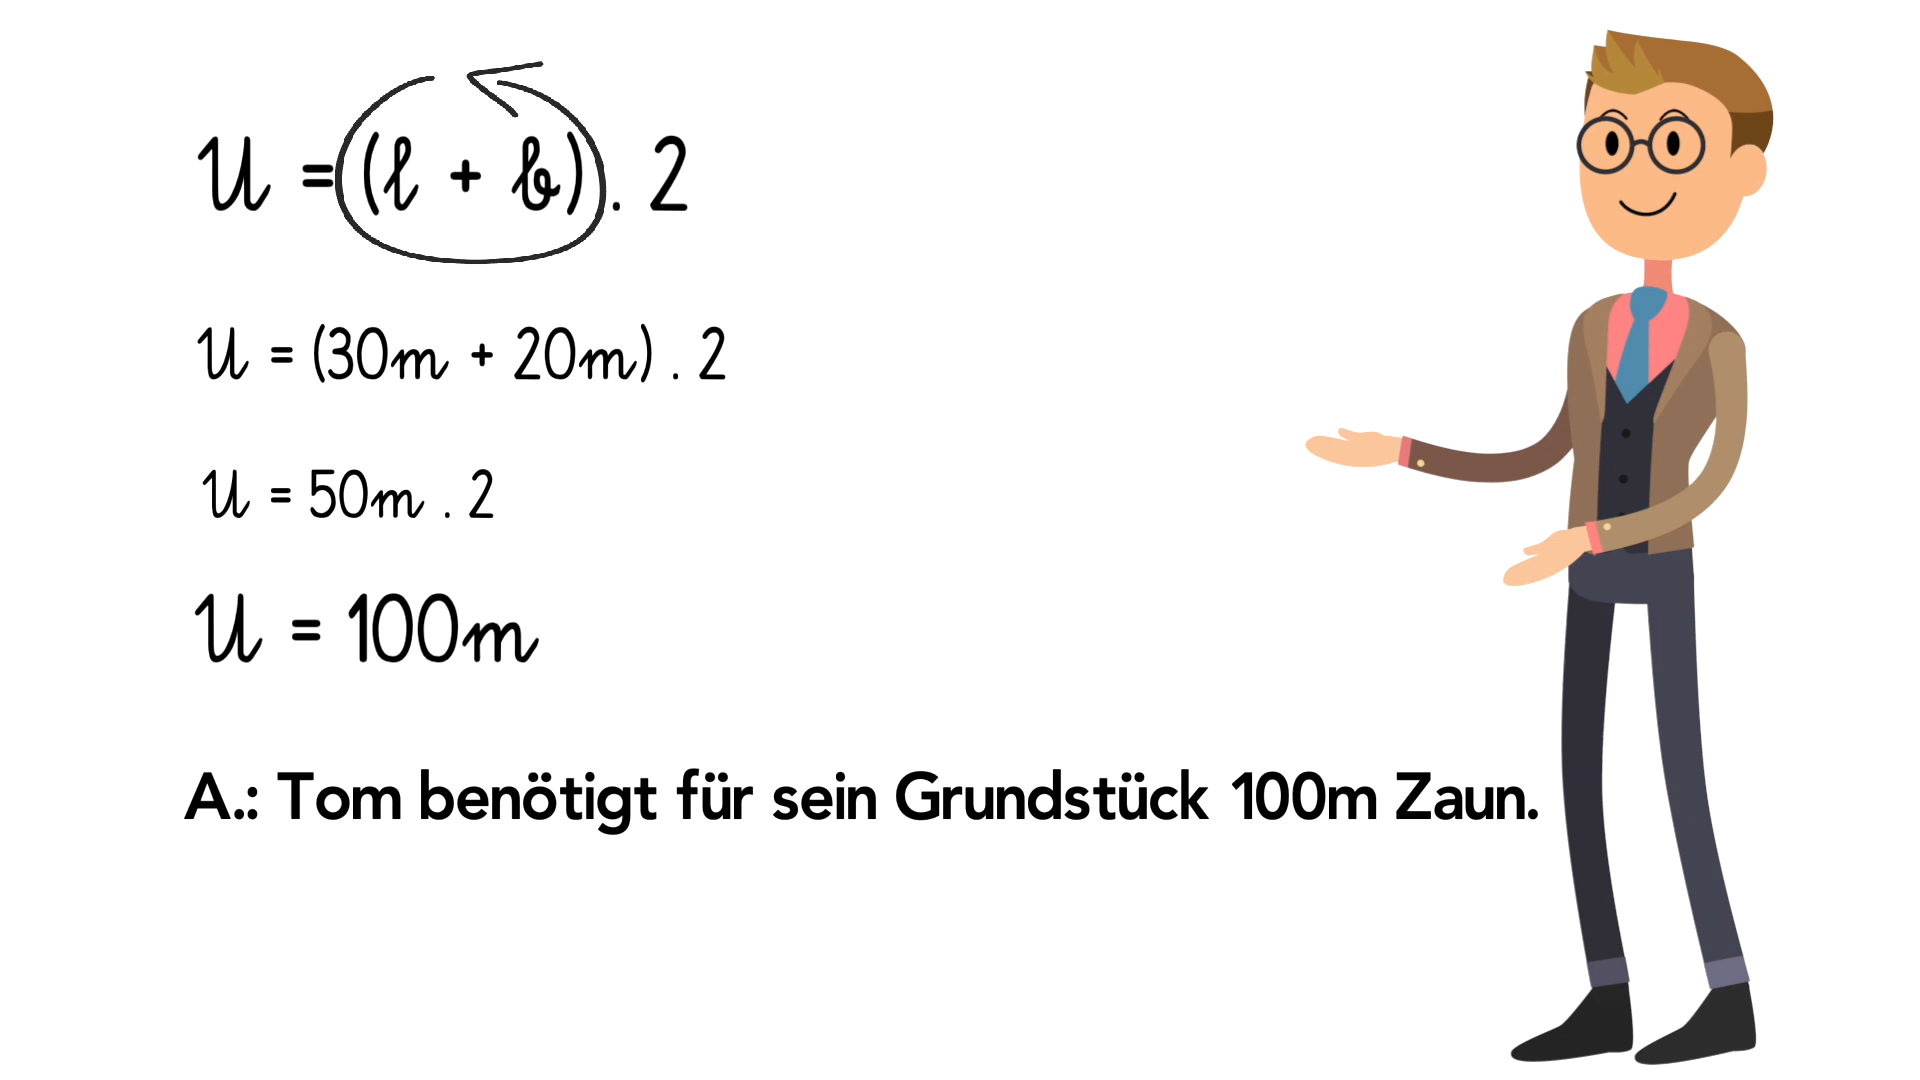 U = (l + b) . 2
U = (30m + 20m) . 2
U = 50m . 2
U = 100m
A.: Tom benötigt für sein Grundstück 100m Zaun.